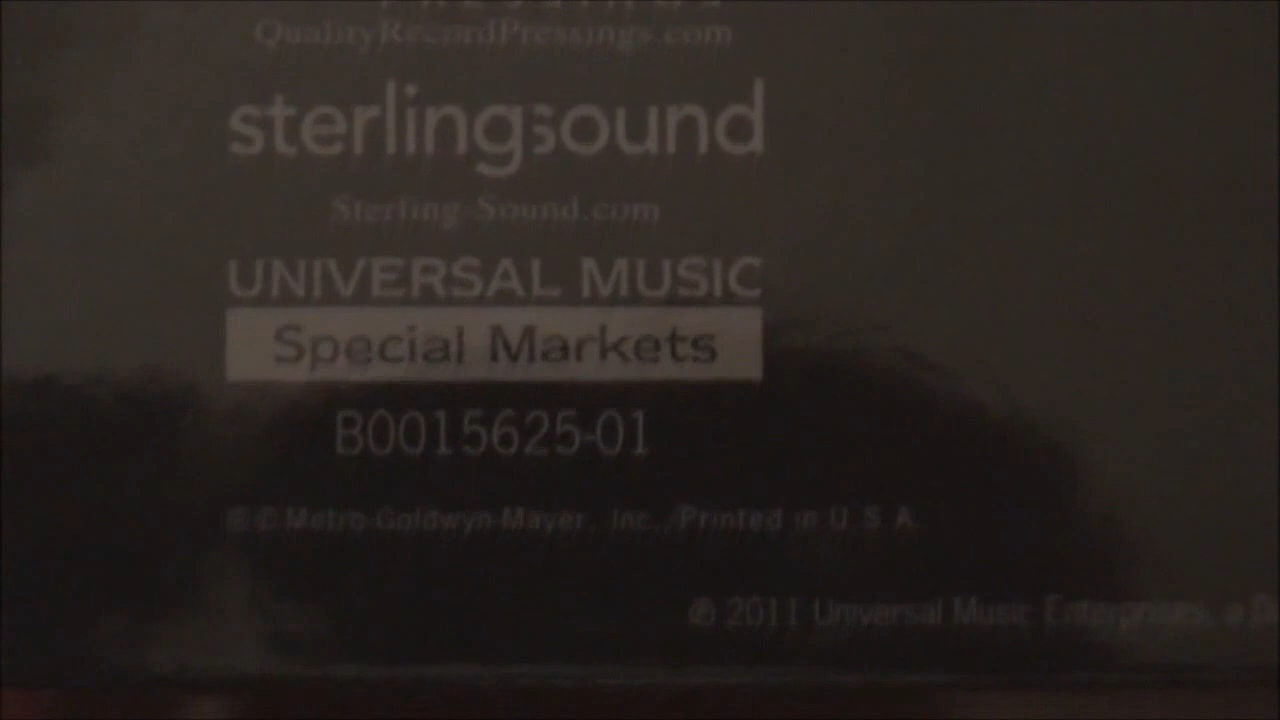 PRESSINGS
QualityRecordPressings.com
sterlingsound
Sterling-Sound.com
UNIVERSAL MUSIC
Special Markets
B0015625-01
Metro-Goldwyn-Mayer, Inc./Printed in U.S.A.
℗ 2011 Universal Music Enterprises, a D